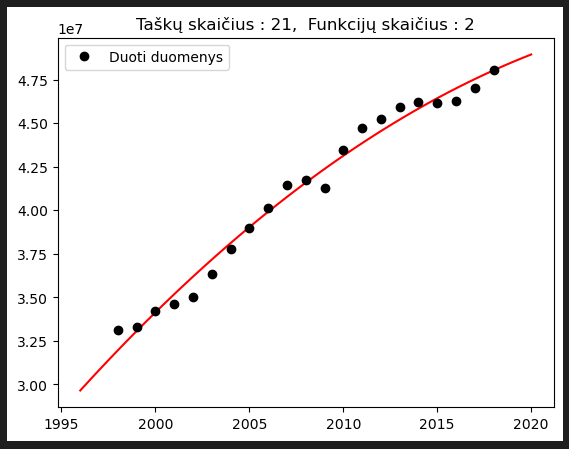 Taškų skaičius : 21,  Funkcijų skaičius : 2
1e7
Duoti duomenys
4.75
4.50
4.25
4.00
3.75
3.50
3.25
3.00
1995 2000 2005 2010 2015 2020